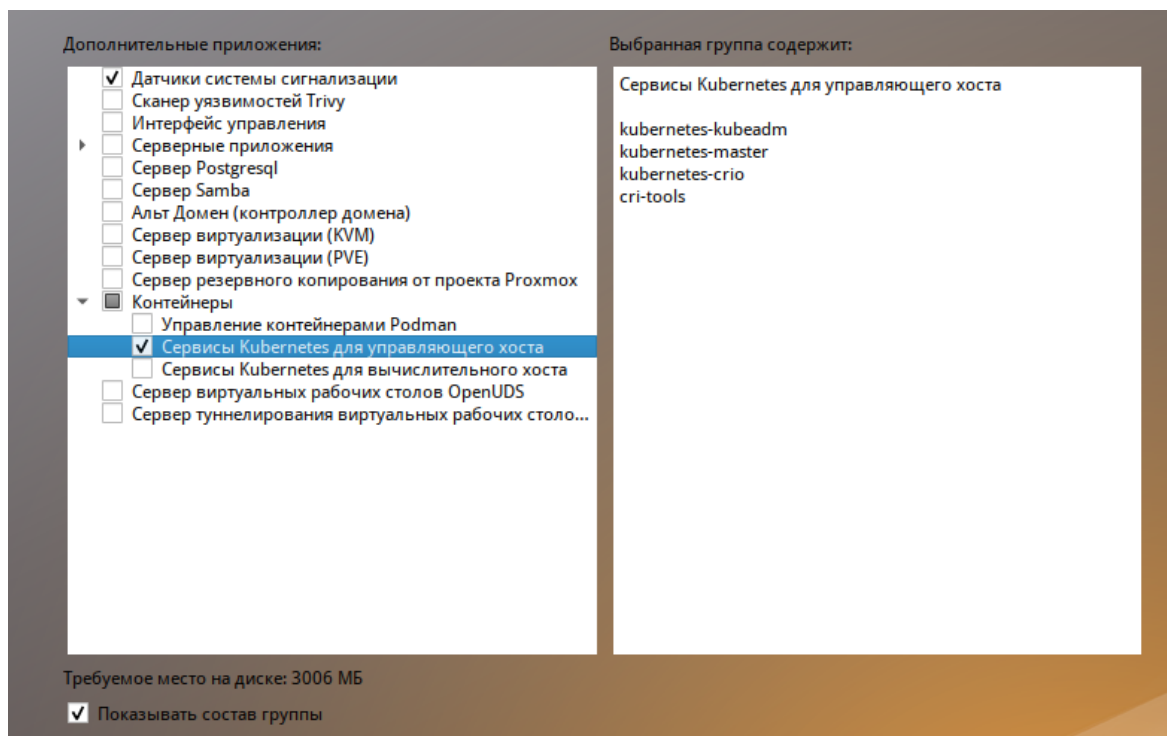 Дополнительные приложения:
Датчики системы сигнализации
Сканер уязвимостей Trivy
Интерфейс управления
Серверные приложения
Сервер Postgresql
Сервер Samba
Альт Домен (контроллер домена)
Сервер виртуализации (KVM)
Сервер виртуализации (PVE)
Сервер резервного копирования от проекта Proxmox
Контейнеры
Управление контейнерами Podman
Сервисы Kubernetes для управляющего хоста
Сервисы Kubernetes для вычислительного хоста
Сервер виртуальных рабочих столов OpenUDS
Сервер туннелирования виртуальных рабочих столо...
Выбранная группа содержит:
Сервисы Kubernetes для управляющего хоста
kubernetes-kubeadm
kubernetes-master
kubernetes-crio
cri-tools
Требуемое место на диске: 3006 МБ
Показывать состав группы